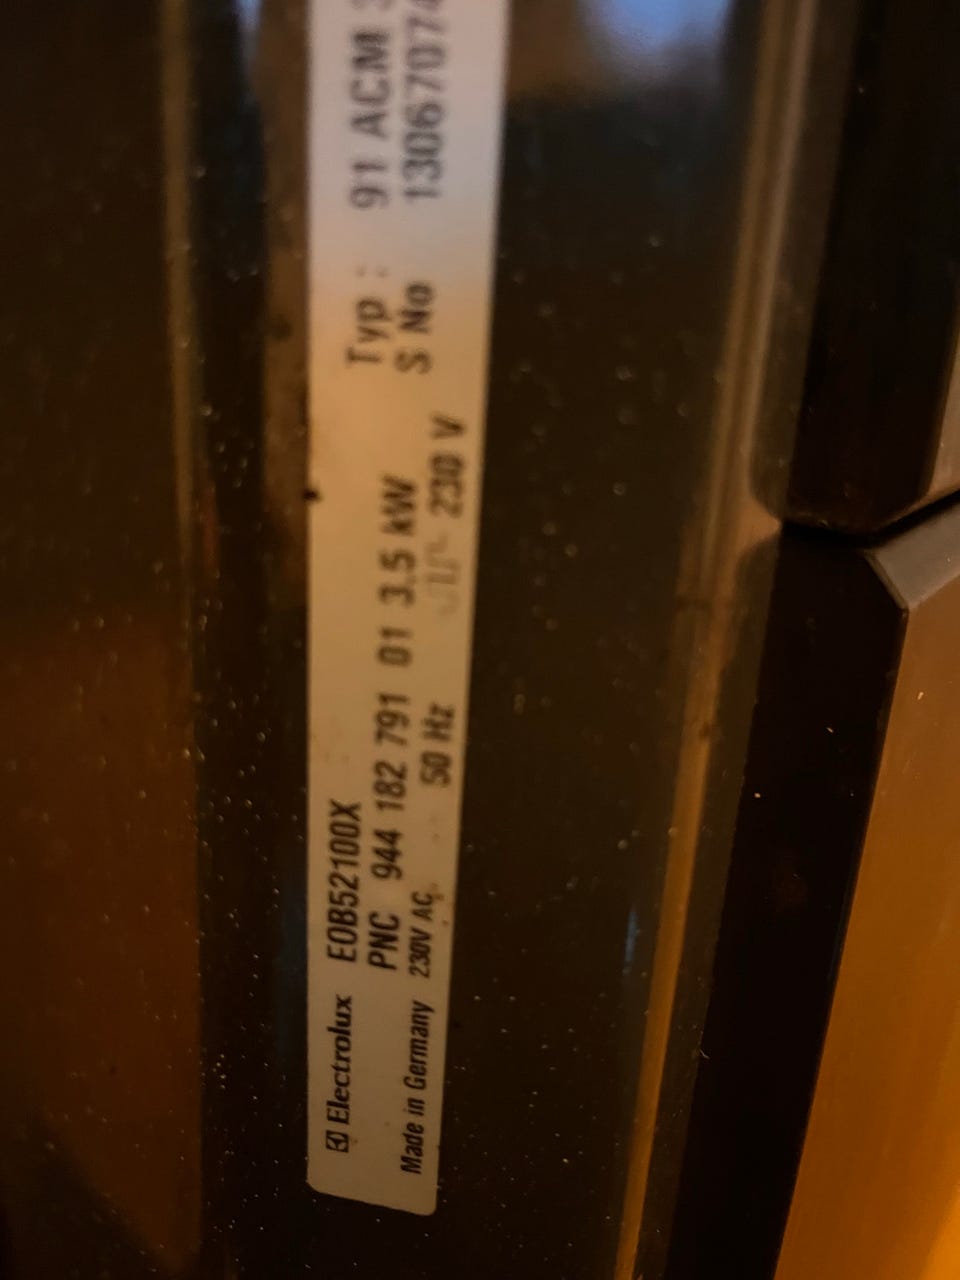 Electrolux EOB52100X Typ : 91 ACM
PNC 944 182 791 01 3.5 kW S No 13067074
Made in Germany 230V AC 50 Hz 230 V